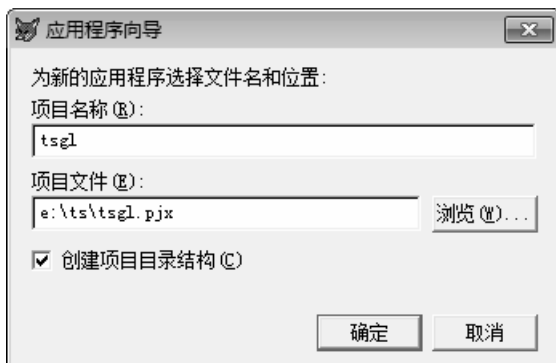 应用程序向导
为新的应用程序选择文件名和位置:
项目名称(R):
tsgl
项目文件(E):
e:\ts\tsgl.pjx
浏览(W)...
创建项目目录结构(C)
确定
取消